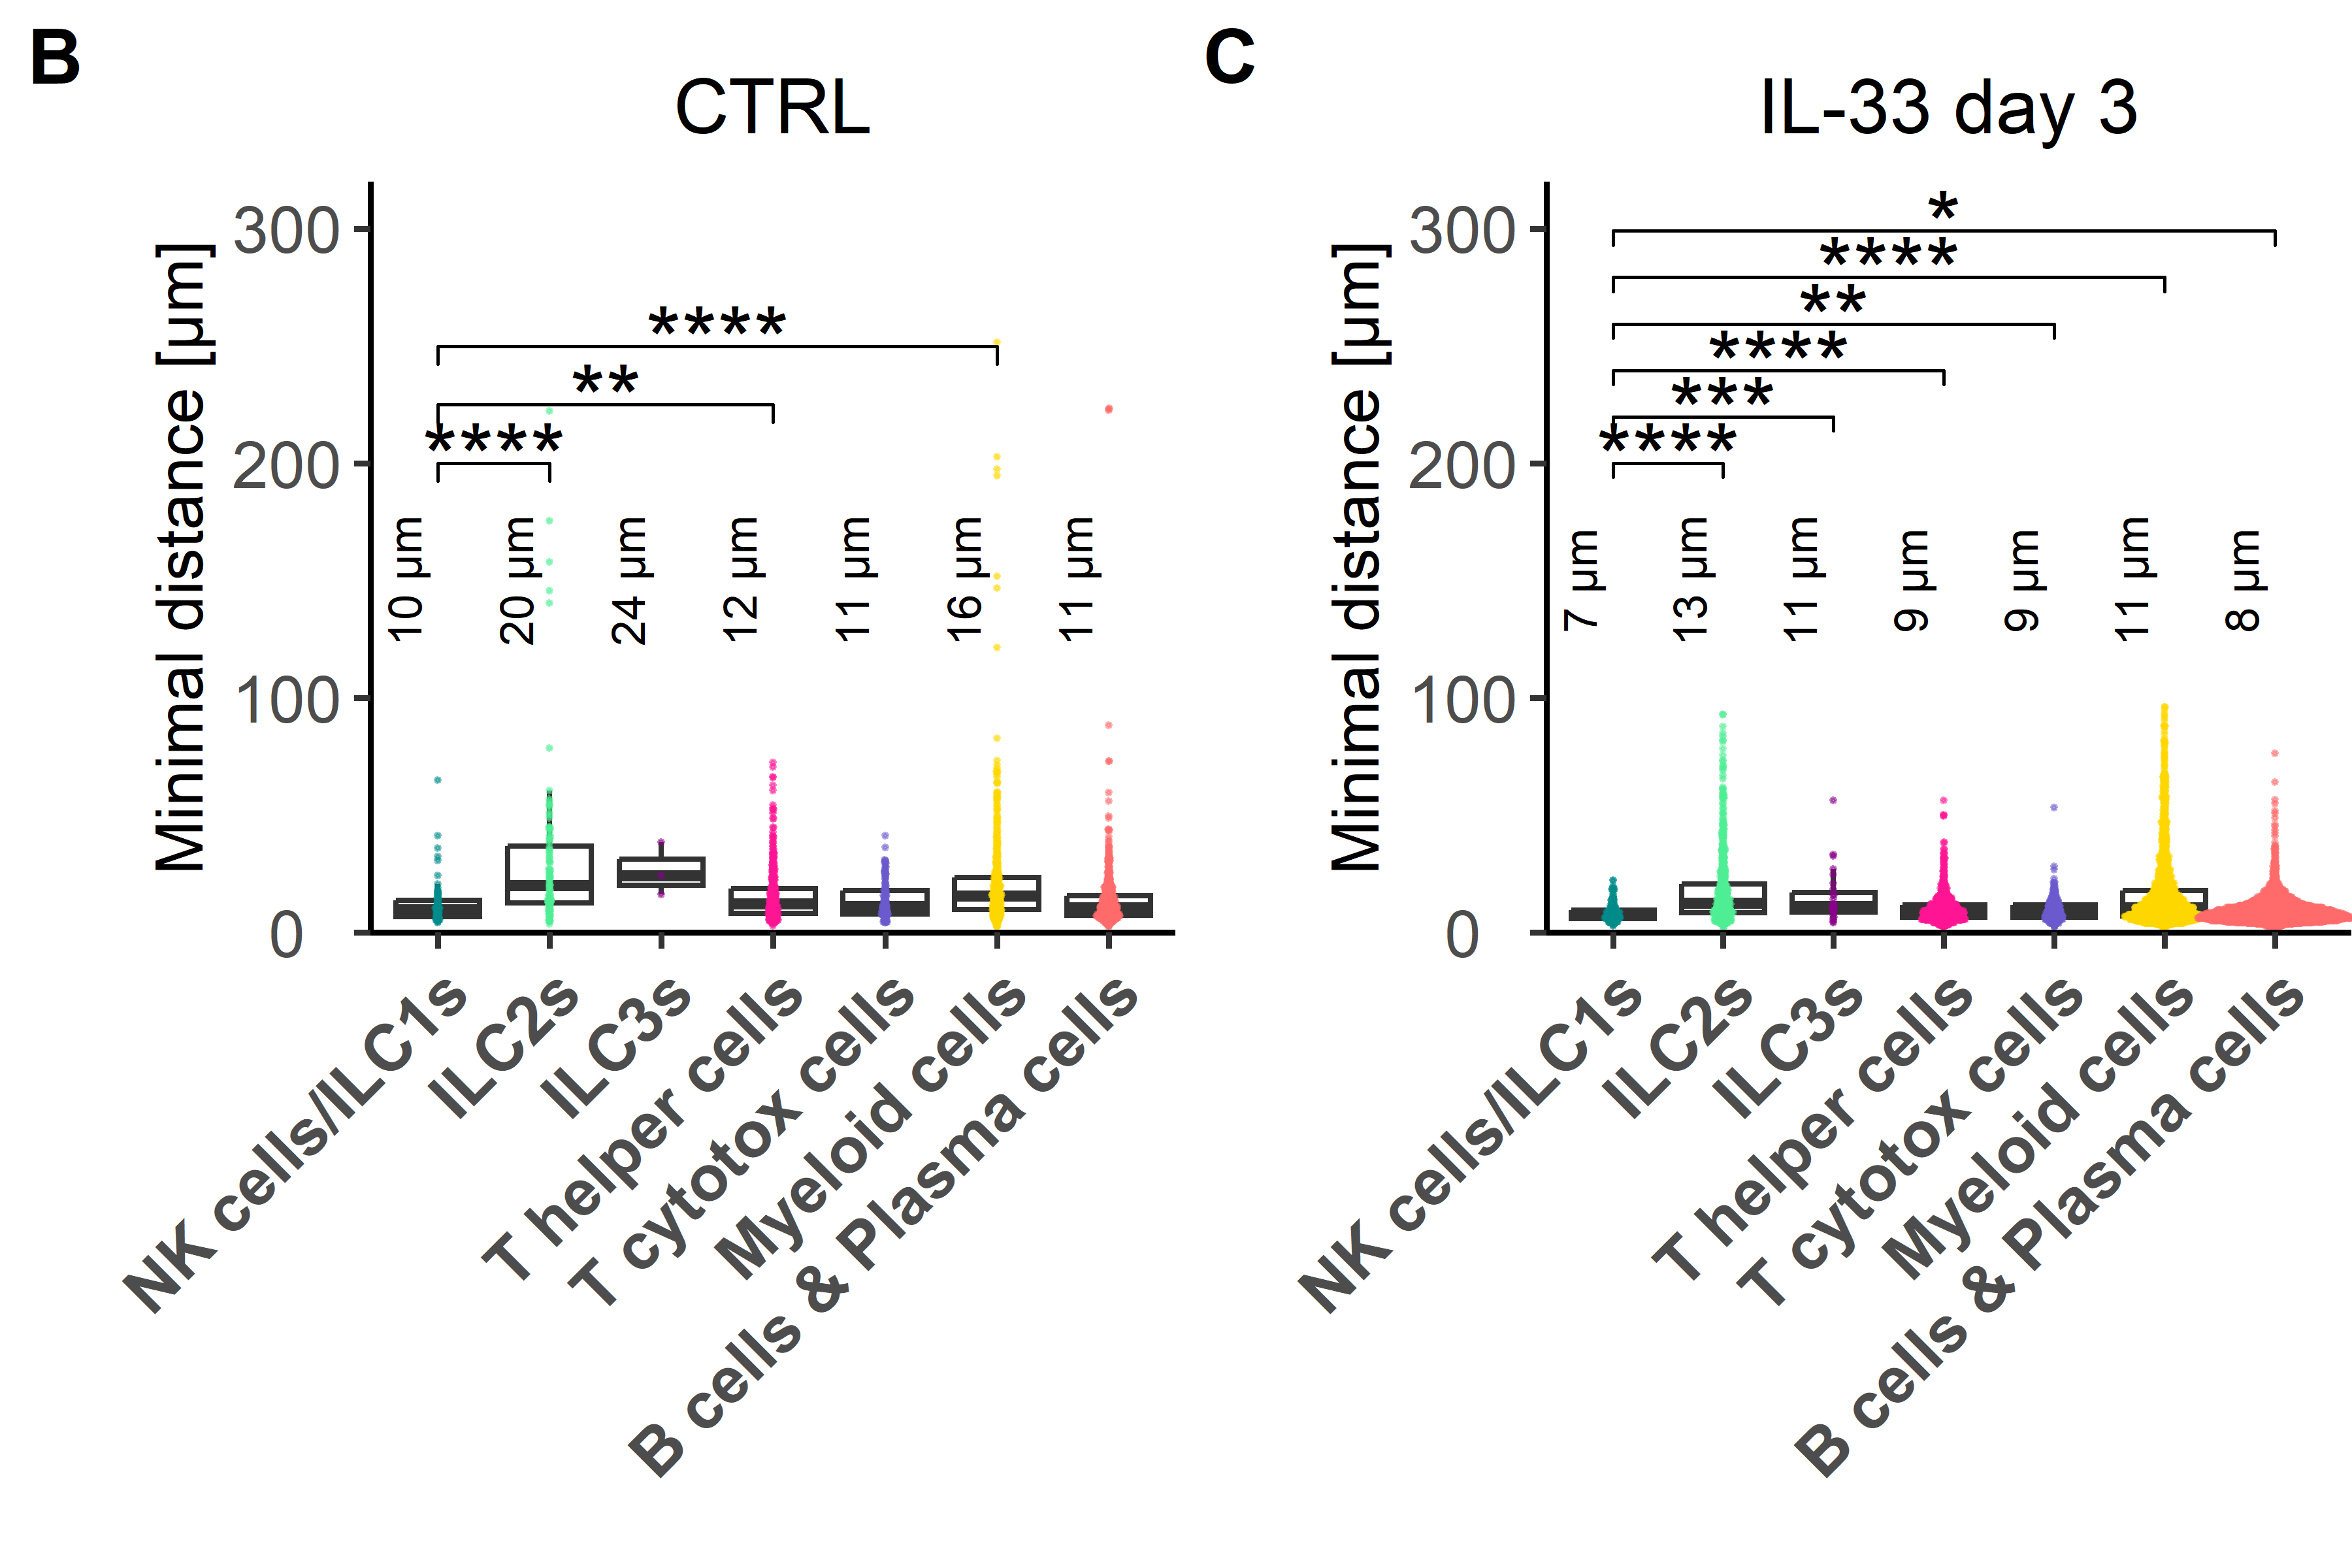 B
CTRL
Minimal distance [µm]
300
200
100
0
****
**
****
10 µm
20 µm
24 µm
12 µm
11 µm
16 µm
11 µm
NK cells/ILC1s
ILC2s
ILC3s
T helper cells
T cytotox cells
Myeloid cells
B cells & Plasma cells
C
IL-33 day 3
Minimal distance [µm]
300
200
100
0
*
****
**
****
***
****
7 µm
13 µm
11 µm
9 µm
9 µm
11 µm
8 µm
NK cells/ILC1s
ILC2s
ILC3s
T helper cells
T cytotox cells
Myeloid cells
B cells & Plasma cells